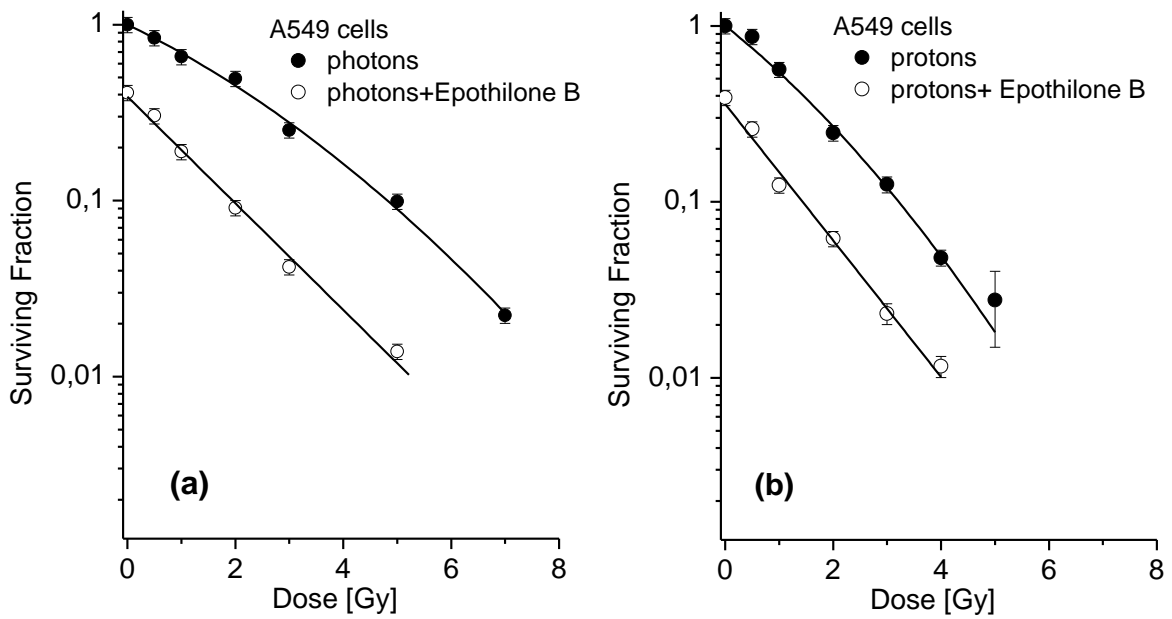 A549 cells
photons
photons+Epothilone B
1
0,1
0,01
Surviving Fraction
(a)
0
2
4
6
8
Dose [Gy]
A549 cells
protons
protons+ Epothilone B
1
0,1
0,01
Surviving Fraction
(b)
0
2
4
6
8
Dose [Gy]